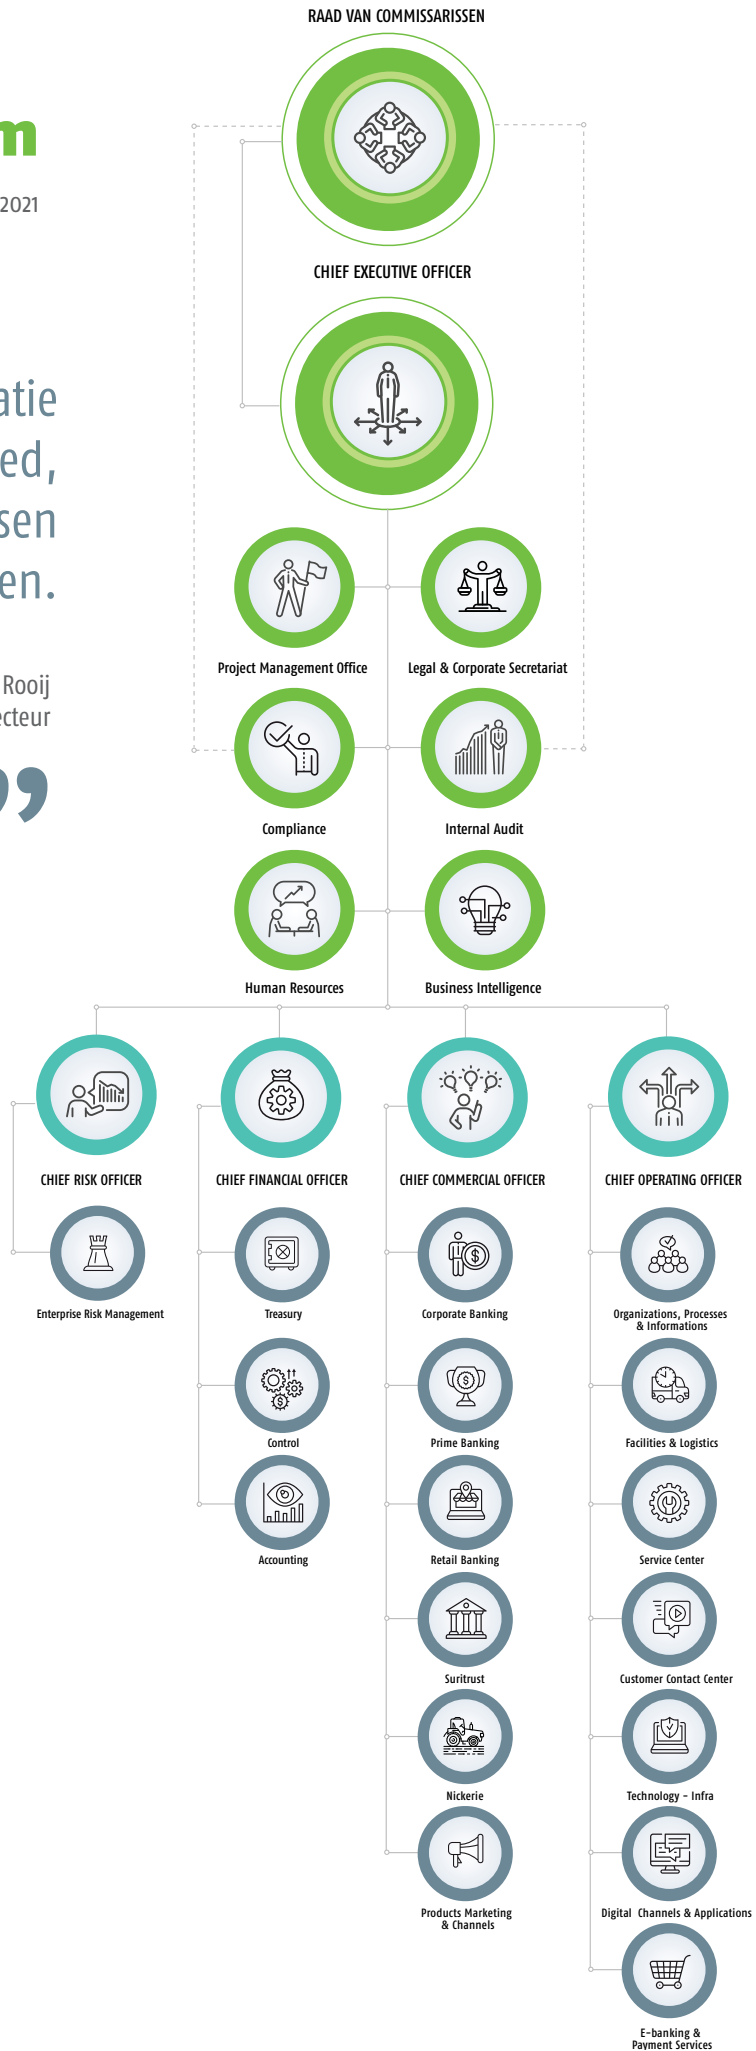 RAAD VAN COMMISSARISSEN
m
2021
CHIEF EXECUTIVE OFFICER
atie
ed,
sen
en.
Rooij
ecteur
”
Project Management Office
Legal & Corporate Secretariat
Compliance
Internal Audit
Human Resources
Business Intelligence
CHIEF RISK OFFICER
Enterprise Risk Management
CHIEF FINANCIAL OFFICER
Treasury
Control
Accounting
CHIEF COMMERCIAL OFFICER
Corporate Banking
Prime Banking
Retail Banking
Suritrust
Nickerie
Products Marketing
& Channels
CHIEF OPERATING OFFICER
Organizations, Processes
& Informations
Facilities & Logistics
Service Center
Customer Contact Center
Technology - Infra
Digital Channels & Applications
E-banking &
Payment Services